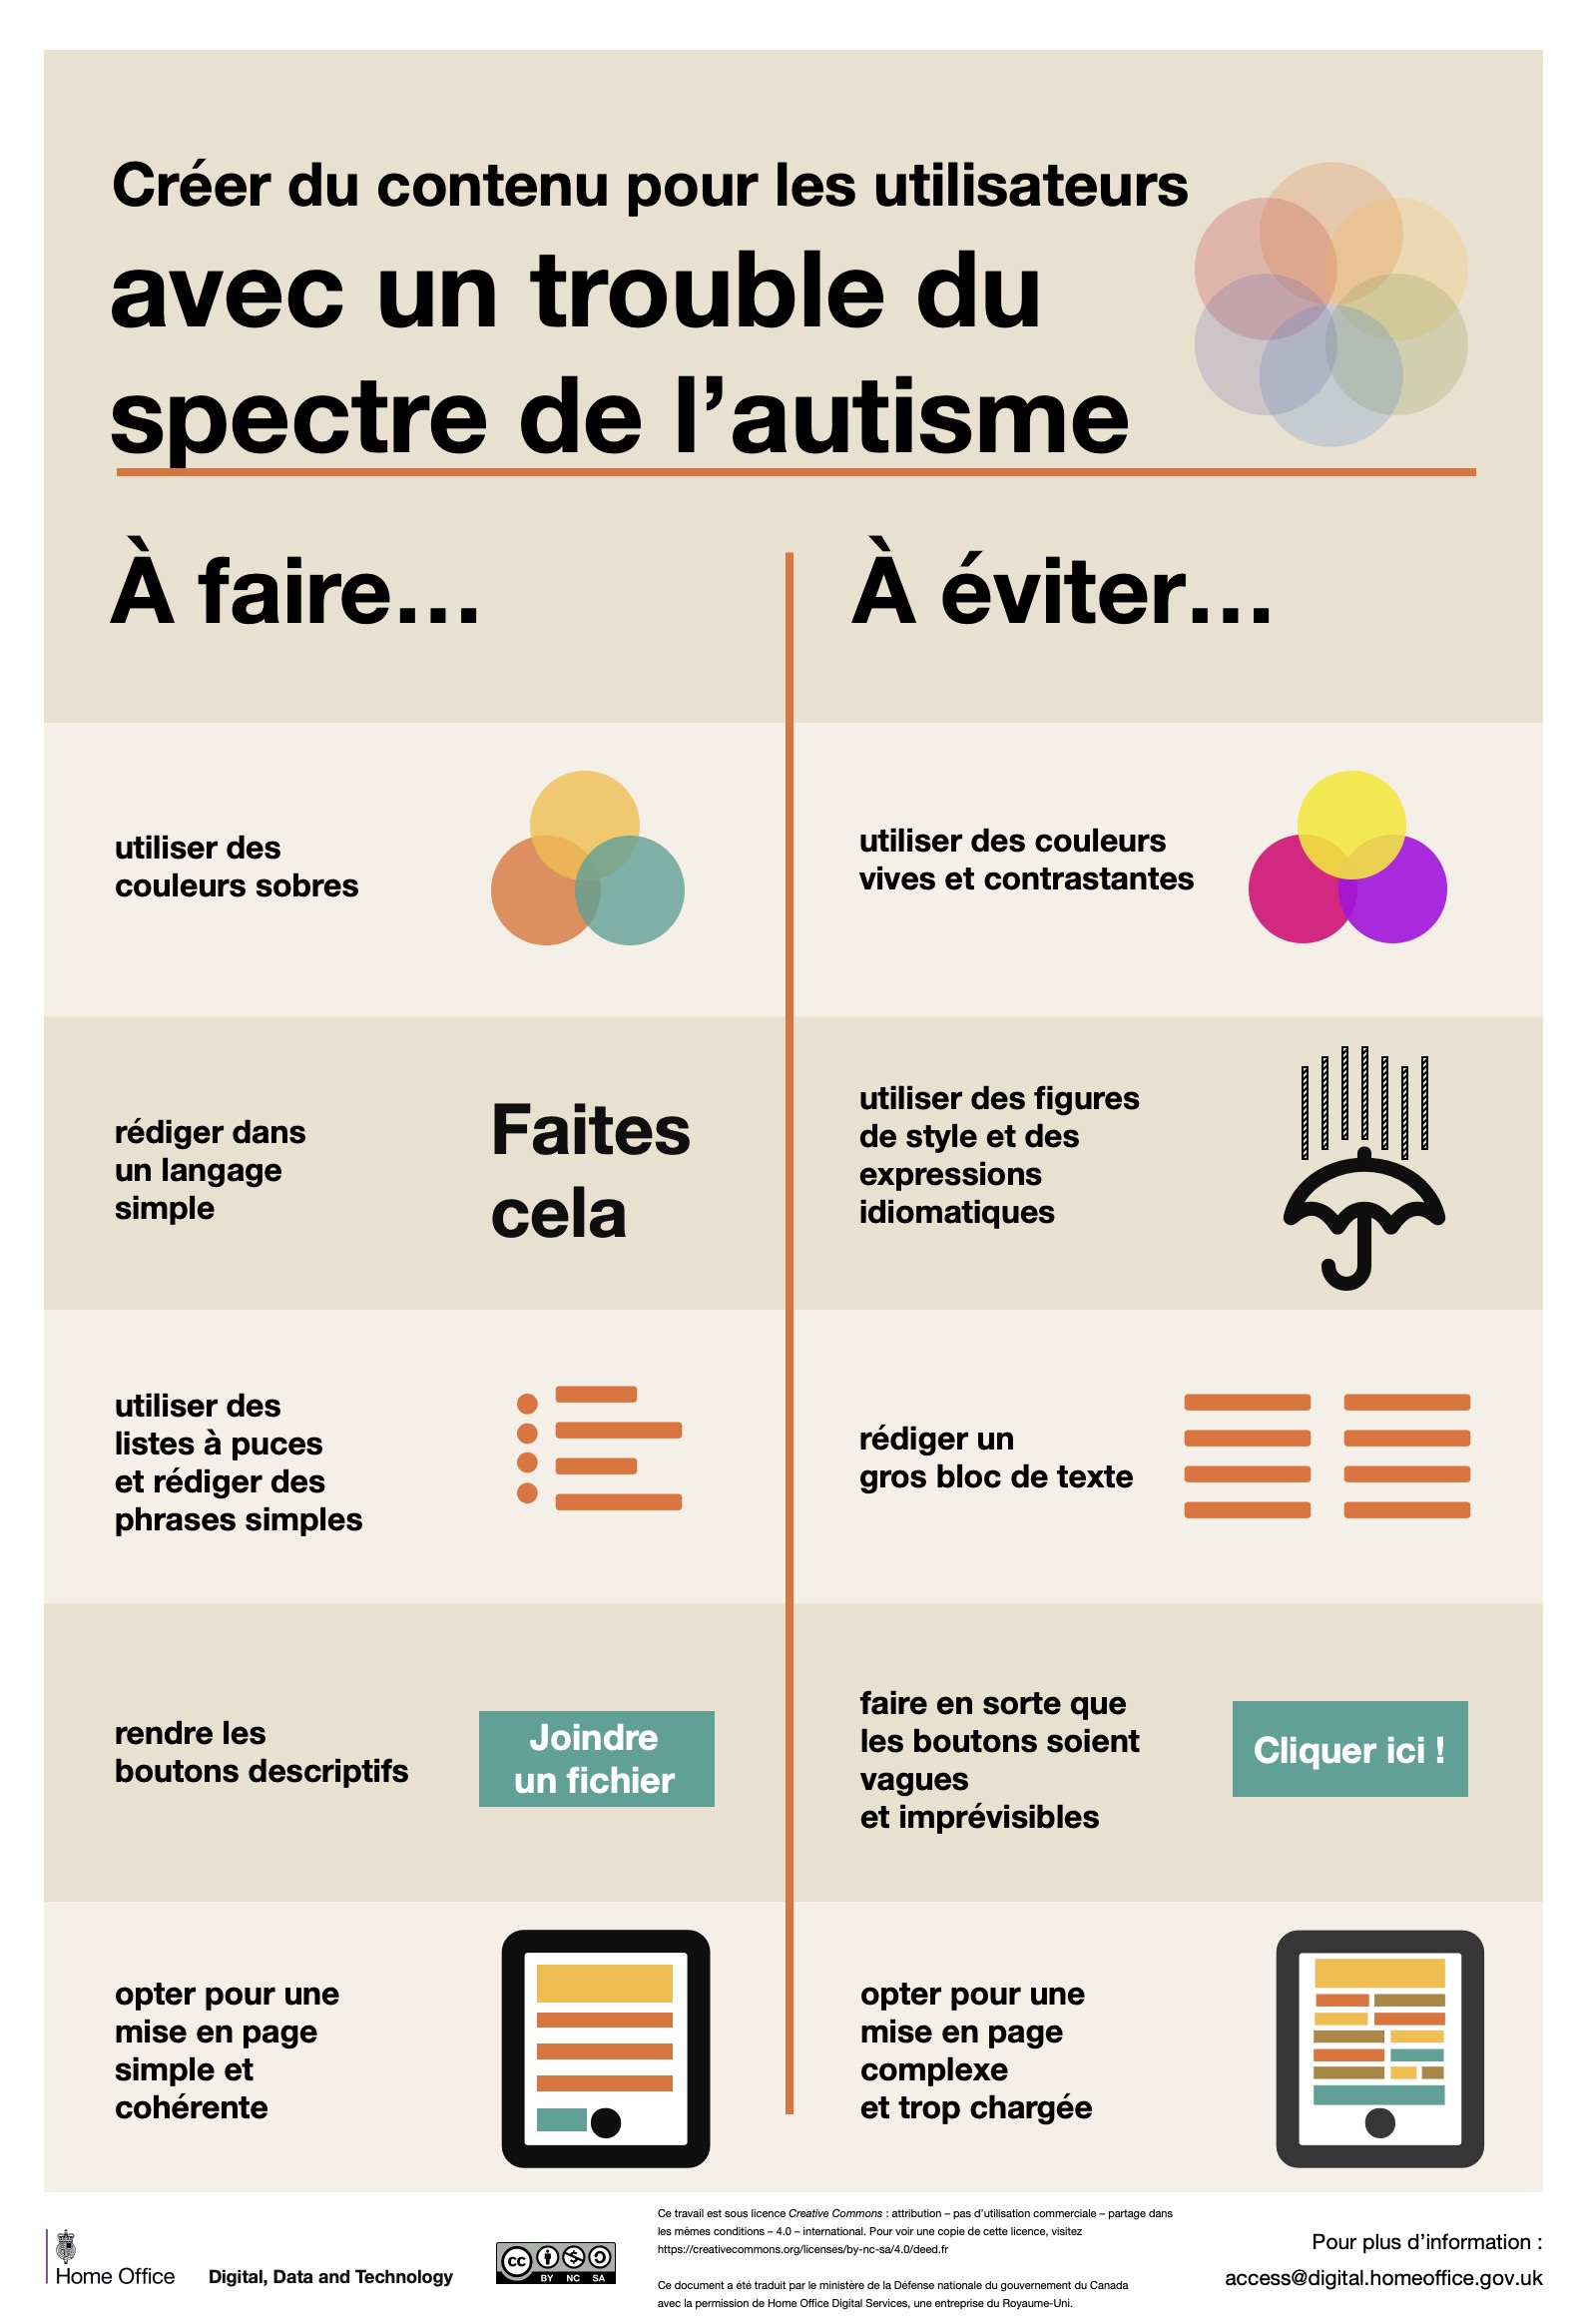 Créer du contenu pour les utilisateurs
avec un trouble du
spectre de l’autisme
À faire…
À éviter…
utiliser des
couleurs sobres
utiliser des couleurs
vives et contrastantes
rédiger dans
un langage
simple
Faites
cela
utiliser des figures
de style et des
expressions
idiomatiques
utiliser des
listes à puces
et rédiger des
phrases simples
rédiger un
gros bloc de texte
rendre les
boutons descriptifs
Joindre
un fichier
faire en sorte que
les boutons soient
vagues
et imprévisibles
Cliquer ici !
opter pour une
mise en page
simple et
cohérente
opter pour une
mise en page
complexe
et trop chargée
Home Office
Digital, Data and Technology
cc
BY NC SA
Ce travail est sous licence Creative Commons : attribution – pas d’utilisation commerciale – partage dans
les mêmes conditions – 4.0 – international. Pour voir une copie de cette licence, visitez
https://creativecommons.org/licenses/by-nc-sa/4.0/deed.fr
Ce document a été traduit par le ministère de la Défense nationale du gouvernement du Canada
avec la permission de Home Office Digital Services, une entreprise du Royaume-Uni.
Pour plus d’information :
access@digital.homeoffice.gov.uk